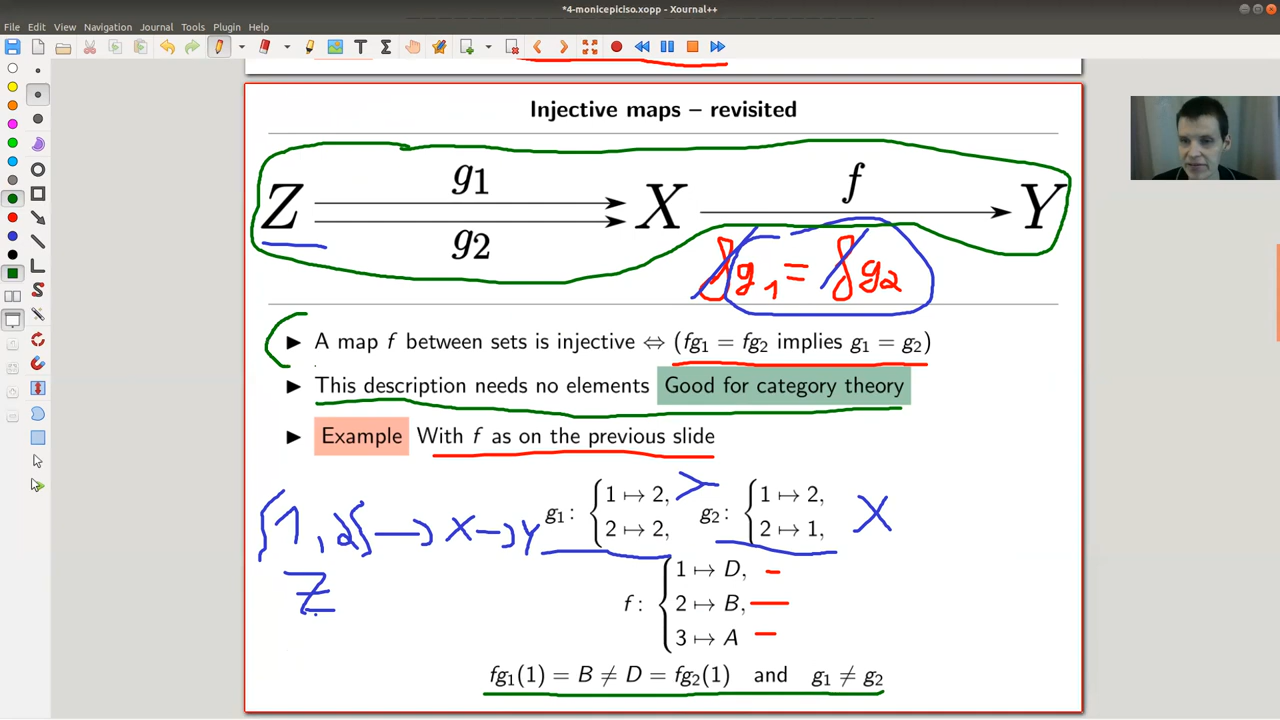 *4-monicepiciso.xopp - Xournal++
File Edit View Navigation Journal Tools Plugin Help
Injective maps – revisited
Z g1 g2 X f Y
fg1 = fg2
▶ A map f between sets is injective ⇔ (fg1 = fg2 implies g1 = g2)
▶ This description needs no elements Good for category theory
▶ Example With f as on the previous slide
{1,2} → X → Y
Z
g1: { 1 ↦ 2, 2 ↦ 2, g2: { 1 ↦ 2, 2 ↦ 1, X
f: { 1 ↦ D,
2 ↦ B,
3 ↦ A
fg1(1) = B ≠ D = fg2(1) and g1 ≠ g2